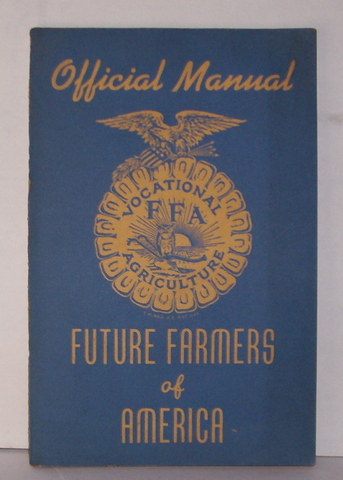 Official Manual
VOCATIONAL
FFA
AGRICULTURE
FUTURE FARMERS
of
AMERICA